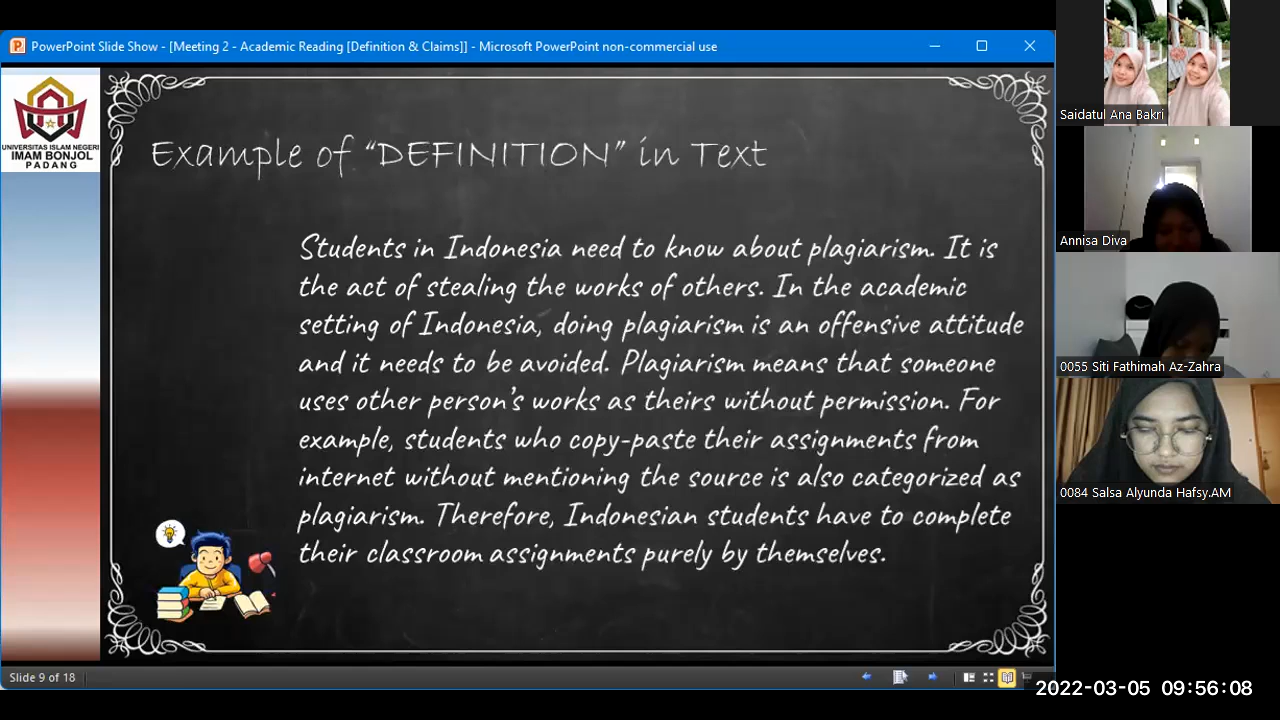 PowerPoint Slide Show - [Meeting 2 - Academic Reading [Definition & Claims]] - Microsoft PowerPoint non-commercial use
UNIVERSITAS ISLAM NEGERI
IMAM BONJOL
PADANG
Example of “DEFINITION” in Text
Students in Indonesia need to know about plagiarism. It is
the act of stealing the works of others. In the academic
setting of Indonesia, doing plagiarism is an offensive attitude
and it needs to be avoided. Plagiarism means that someone
uses other person’s works as theirs without permission. For
example, students who copy-paste their assignments from
internet without mentioning the source is also categorized as
plagiarism. Therefore, Indonesian students have to complete
their classroom assignments purely by themselves.
Slide 9 of 18
Saidatul Ana Bakri
Annisa Diva
0055 Siti Fathimah Az-Zahra
0084 Salsa Alyunda Hafsy.AM
2022-03-05 09:56:08